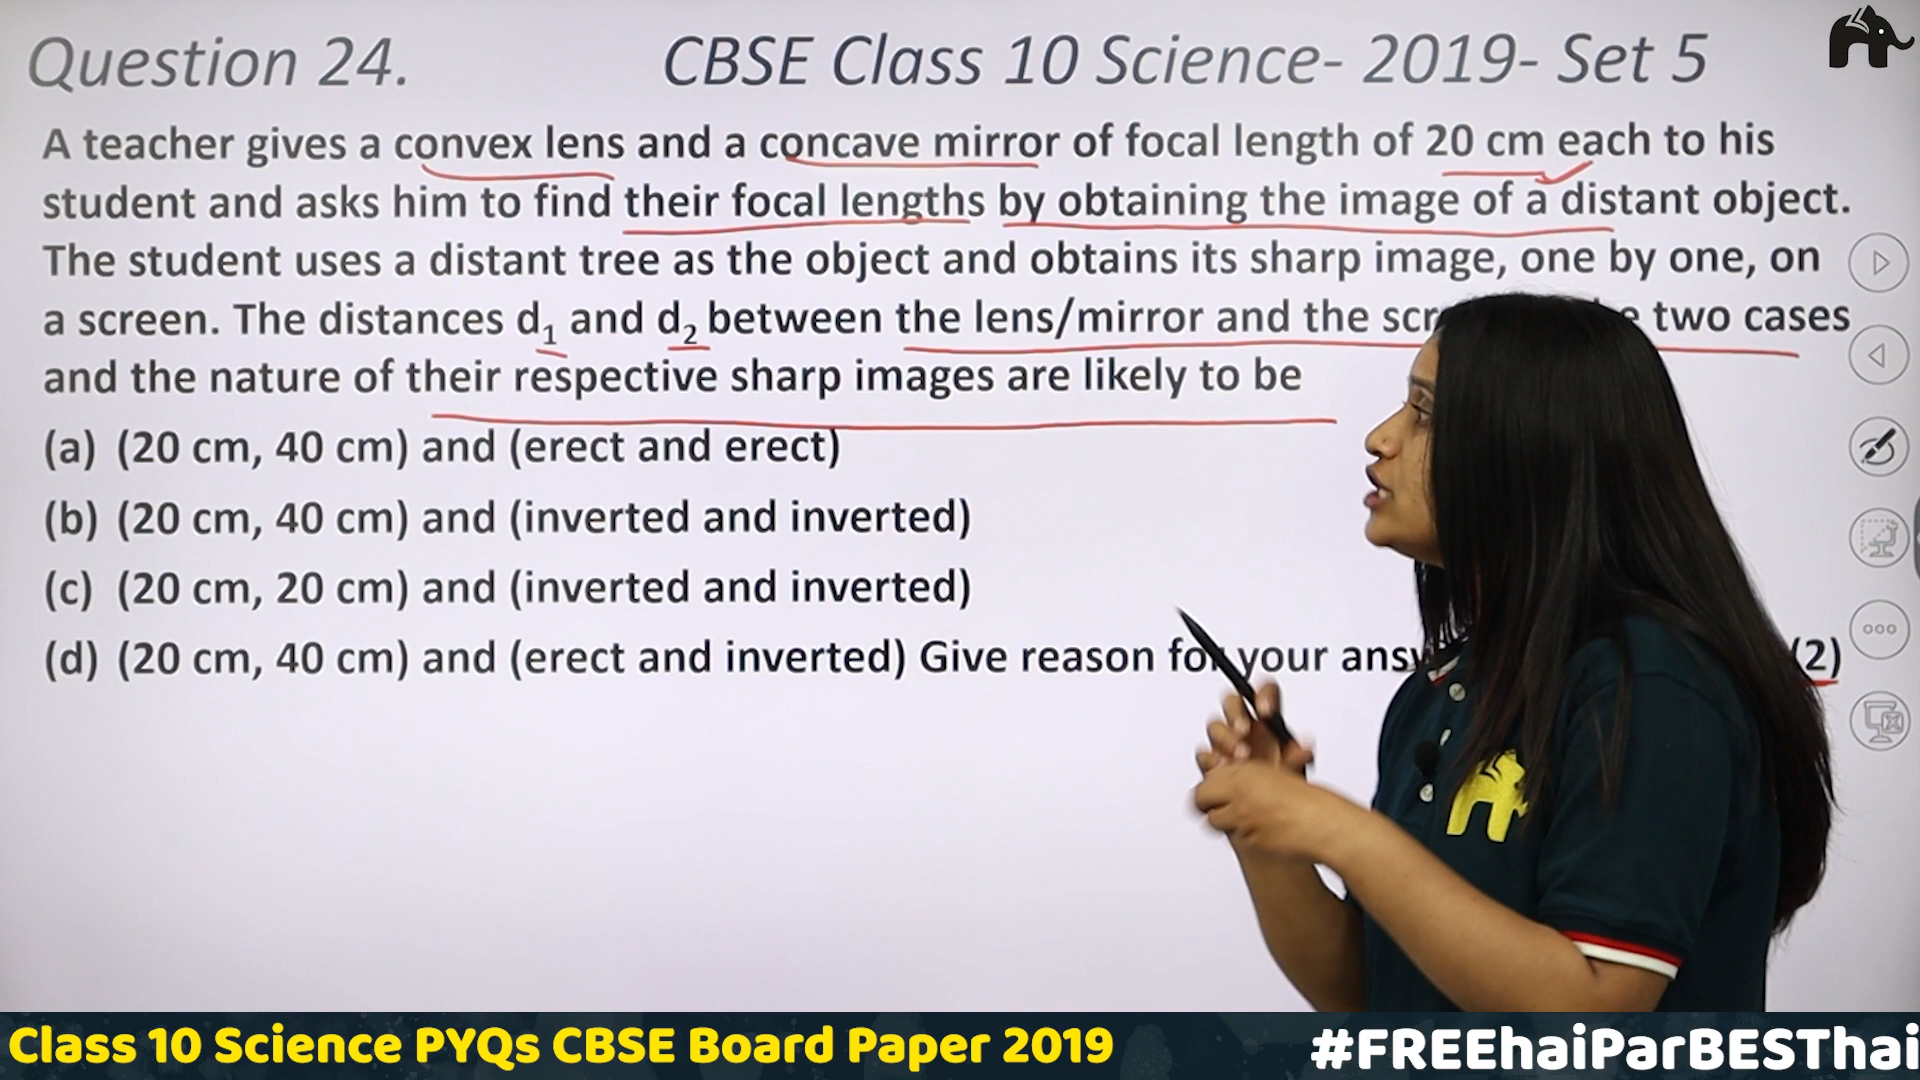 Question 24.
CBSE Class 10 Science- 2019- Set 5
A teacher gives a convex lens and a concave mirror of focal length of 20 cm each to his
student and asks him to find their focal lengths by obtaining the image of a distant object.
The student uses a distant tree as the object and obtains its sharp image, one by one, on
a screen. The distances d₁ and d₂ between the lens/mirror and the two cases
and the nature of their respective sharp images are likely to be
(a) (20 cm, 40 cm) and (erect and erect)
(b) (20 cm, 40 cm) and (inverted and inverted)
(c) (20 cm, 20 cm) and (inverted and inverted)
(d) (20 cm, 40 cm) and (erect and inverted) Give reason for your (2)
Class 10 Science PYQs CBSE Board Paper 2019
#FREEhaiParBESThai